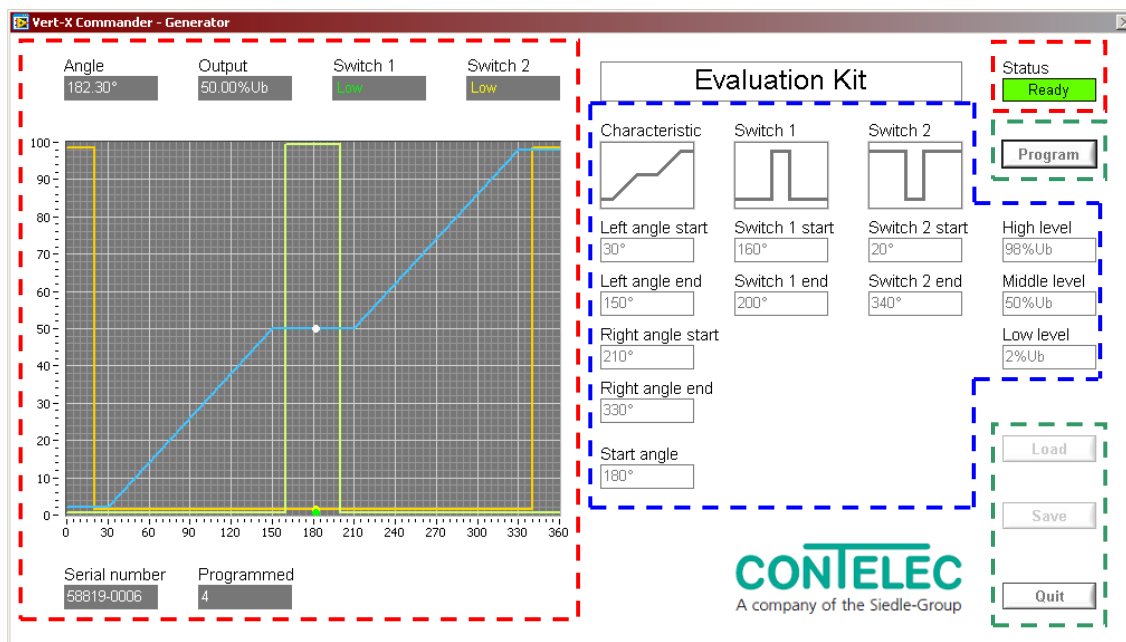 Vert-X Commander - Generator
Angle
182.30°
Output
50.00%Ub
Switch 1
Low
Switch 2
Low
100
90
80
70
60
50
40
30
20
10
0
0 30 60 90 120 150 180 210 240 270 300 330 360
Serial number
58819-0006
Programmed
4
Evaluation Kit
Characteristic
Switch 1
Switch 2
Left angle start
30°
Switch 1 start
160°
Switch 2 start
20°
High level
98%Ub
Left angle end
150°
Switch 1 end
200°
Switch 2 end
340°
Middle level
50%Ub
Right angle start
210°
Low level
2%Ub
Right angle end
330°
Start angle
180°
Status
Ready
Program
Load
Save
Quit
CONTELEC
A company of the Siedle-Group